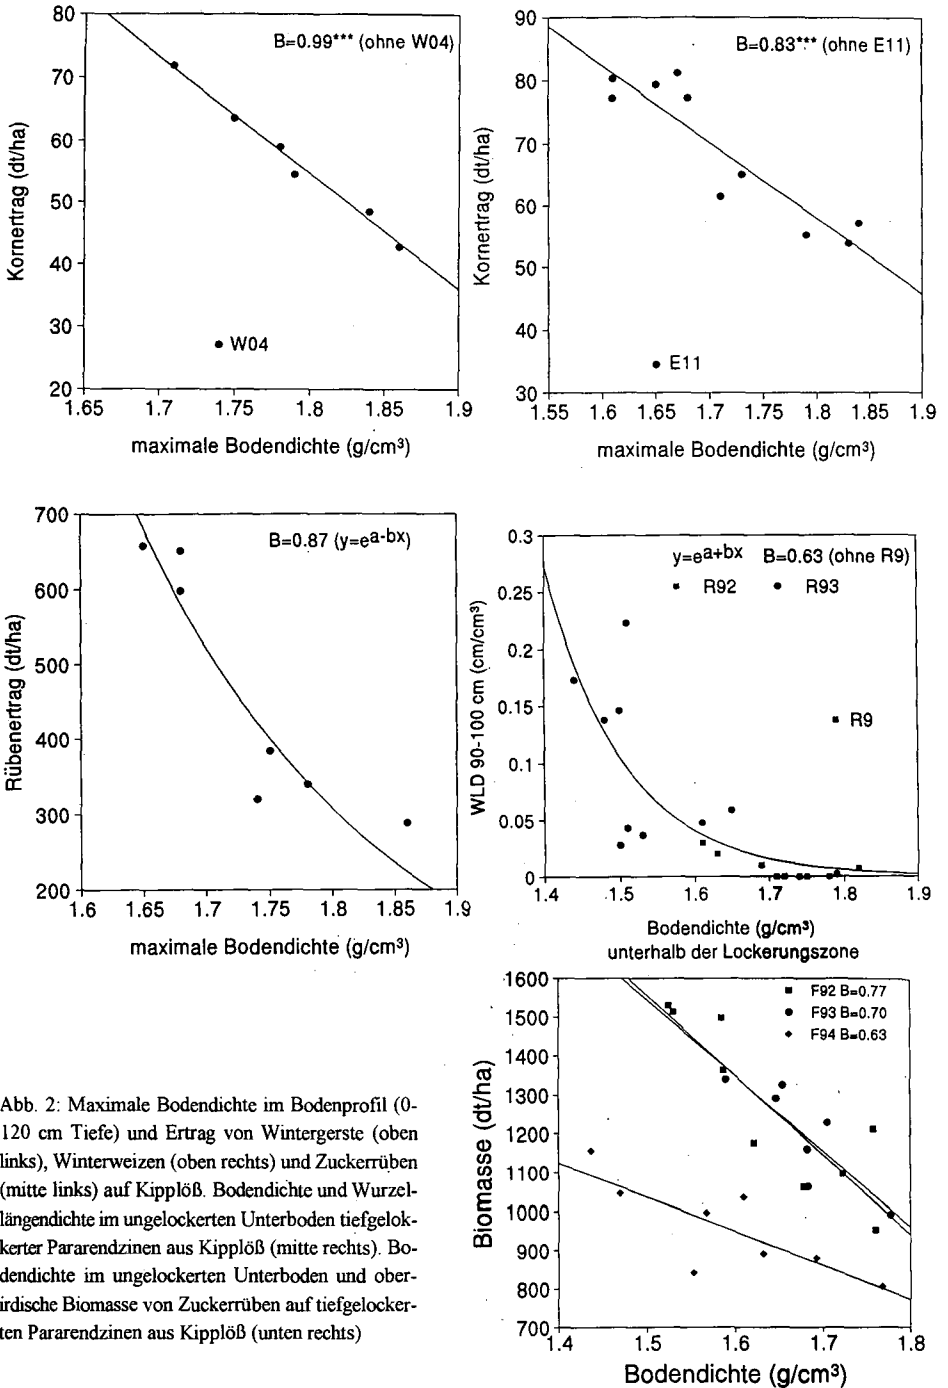 B=0.99*** (ohne W04)
Kornertrag (dt/ha)
80
70
60
50
40
30
20
W04
1.65 1.7 1.75 1.8 1.85 1.9
maximale Bodendichte (g/cm³)
B=0.83*** (ohne E11)
Kornertrag (dt/ha)
90
80
70
60
50
40
30
E11
1.55 1.6 1.65 1.7 1.75 1.8 1.85 1.9
maximale Bodendichte (g/cm³)
B=0.87 (y=e^a-bx)
Rübenertrag (dt/ha)
700
600
500
400
300
200
1.6 1.65 1.7 1.75 1.8 1.85 1.9
maximale Bodendichte (g/cm³)
y=e^a+bx B=0.63 (ohne R9)
R92 R93
WLD 90-100 cm (cm/cm³)
0.3
0.25
0.2
0.15
0.1
0.05
0
R9
1.4 1.5 1.6 1.7 1.8 1.9
Bodendichte (g/cm³)
unterhalb der Lockerungszone
F92 B=0.77
F93 B=0.70
F94 B=0.63
Biomasse (dt/ha)
1600
1500
1400
1300
1200
1100
1000
900
800
700
1.4 1.5 1.6 1.7 1.8
Bodendichte (g/cm³)
Abb. 2: Maximale Bodendichte im Bodenprofil (0-
120 cm Tiefe) und Ertrag von Wintergerste (oben
links), Winterweizen (oben rechts) und Zuckerrüben
(mitte links) auf Kipplöß. Bodendichte und Wurzel-
längendichte im ungelockerten Unterboden tiefgelok-
kerter Pararendzinen aus Kipplöß (mitte rechts). Bo-
dendichte im ungelockerten Unterboden und ober-
irdische Biomasse von Zuckerrüben auf tiefgelocker-
ten Pararendzinen aus Kipplöß (unten rechts)